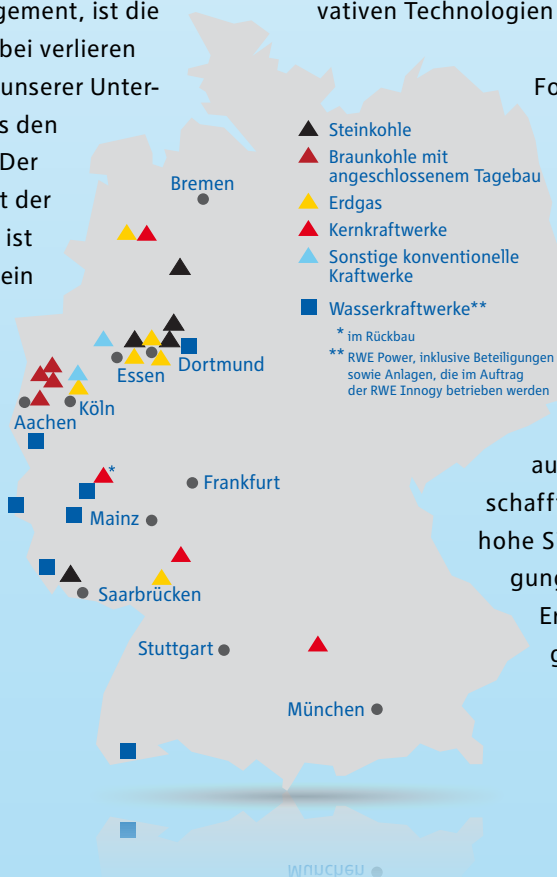 gement, ist die
bei verlieren
unserer Unter-
s den
Der
t der
ist
ein
vativen Technologien
Fo
Steinkohle
Braunkohle mit
angeschlossenem Tagebau
Erdgas
Kernkraftwerke
Sonstige konventionelle
Kraftwerke
Wasserkraftwerke**
* im Rückbau
** RWE Power, inklusive Beteiligungen
sowie Anlagen, die im Auftrag
der RWE Innogy betrieben werden
Bremen
Essen
Dortmund
Köln
Aachen
*
Frankfurt
Mainz
Saarbrücken
Stuttgart
München
au
schafft
hohe S
gung
Er
g
München